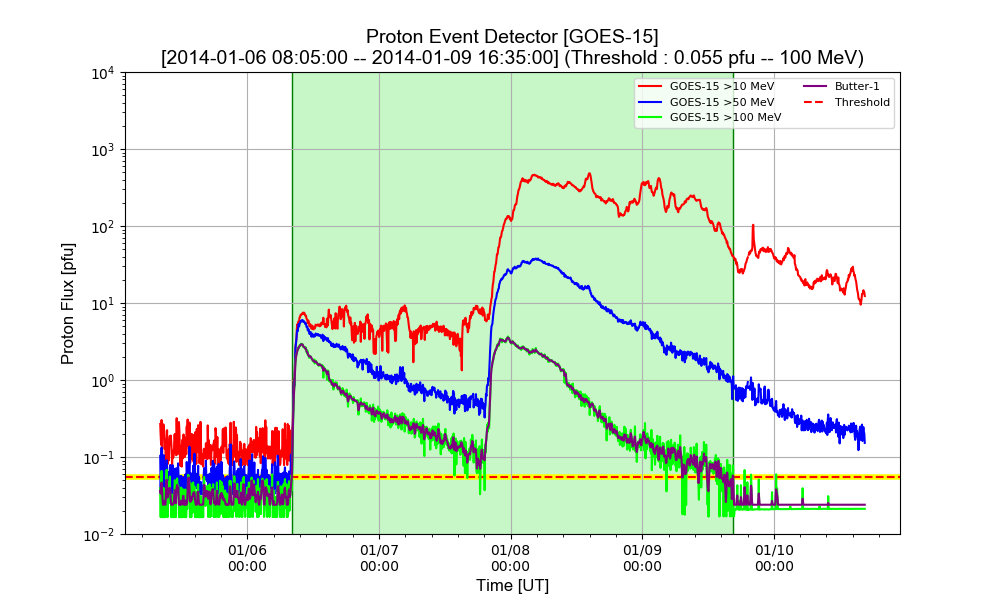 Proton Event Detector [GOES-15]
[2014-01-06 08:05:00 -- 2014-01-09 16:35:00] (Threshold : 0.055 pfu -- 100 MeV)
GOES-15 >10 MeV
GOES-15 >50 MeV
GOES-15 >100 MeV
Butter-1
Threshold
Proton Flux [pfu]
10^4
10^3
10^2
10^1
10^0
10^−1
10^−2
01/06
00:00
01/07
00:00
01/08
00:00
01/09
00:00
01/10
00:00
Time [UT]